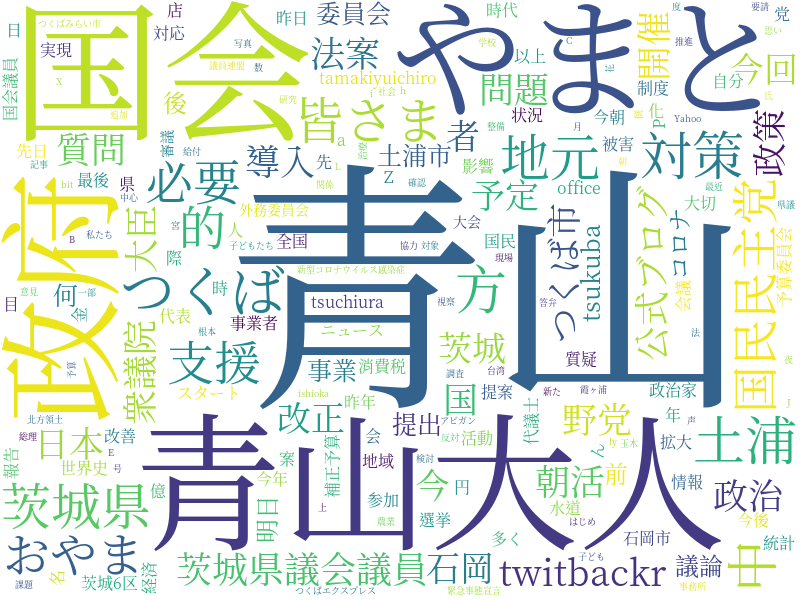 つくばみらい市
店
昨日
委員会
時代
度
要請
日
国会
やまと
開催
党
思い
実現
対応
写真
法案
以上
推進
学校
国会議員
x
議員連盟
数
tamakiyuichiro
問題
自分
今回
追加
社会
h
研究
後
皆さま
状況
制度
化
P
Yahoo
氏
質問
a
者
今朝
政策
先日
審議
導入
先
土浦市
影響
地元
被害
対策
記事
給付
治療
L
Z
月
朝
最近
bit
最後
県
必要
関係
確認
予定
office
大切
国民民主党
県議
政府
中心
的
外務委員会
つくば市
公式ブログ
コロナ
B
私たち
大臣
宮
人
大会
際
子どもたち
全国
協力
対象
国民
青山
tsukuba
会議
予算委員会
目
意見
一部
何
つくば
時
新型コロナウイルス感染症
方
現場
金
代表
tsuchiura
視察
答弁
衆議院
事業者
ニュース
根本
茨城
質疑
法
予算
支援
事業
消費税
調査
台湾
夜
スタート
ishioka
国
提案
新た
霞ヶ関
政治家
J
北方領土
改正
昨年
提出
アビガン
代議士
野党
年
声
総理
日本
改善
青山大人
会
反対
活動
by
玉木
拡大
土浦
報告
世界史
E
号
案
補正予算
地域
検討
今
朝活
ん
前
情報
億
今年
茨城県
明日
上
参加
円
水道
政治
今後
農業
選挙
多く
はじめ
石岡市
統計
おやま
経済
茨城県議会議員
石岡
twitbackr
子ども
議論
中
課題
名
茨城6区
つくばエクスプレス
緊急事態宣言
事務所